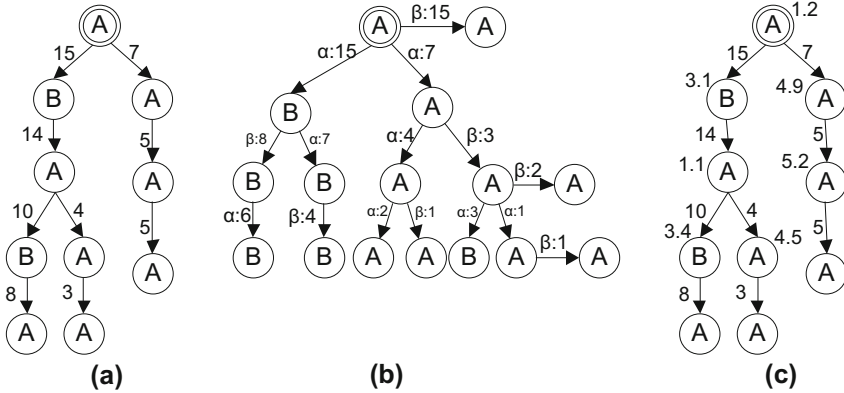 A 1.2
15 7
3.1 B 4.9 A
14 5
1.1 A 5.2 A
10 4 5
3.4 B A 4.5 A
8 3
A A
(c)
A β:15 A
α:15 α:7
B A
β:8 α:7 α:4 β:3
B B A A β:2 A
α:6 β:4 α:2 β:1 α:3 α:1
B B A A B A β:1 A
(b)
A
15 7
B A
14 5
A A
10 4 5
B A A
8 3
A A
(a)